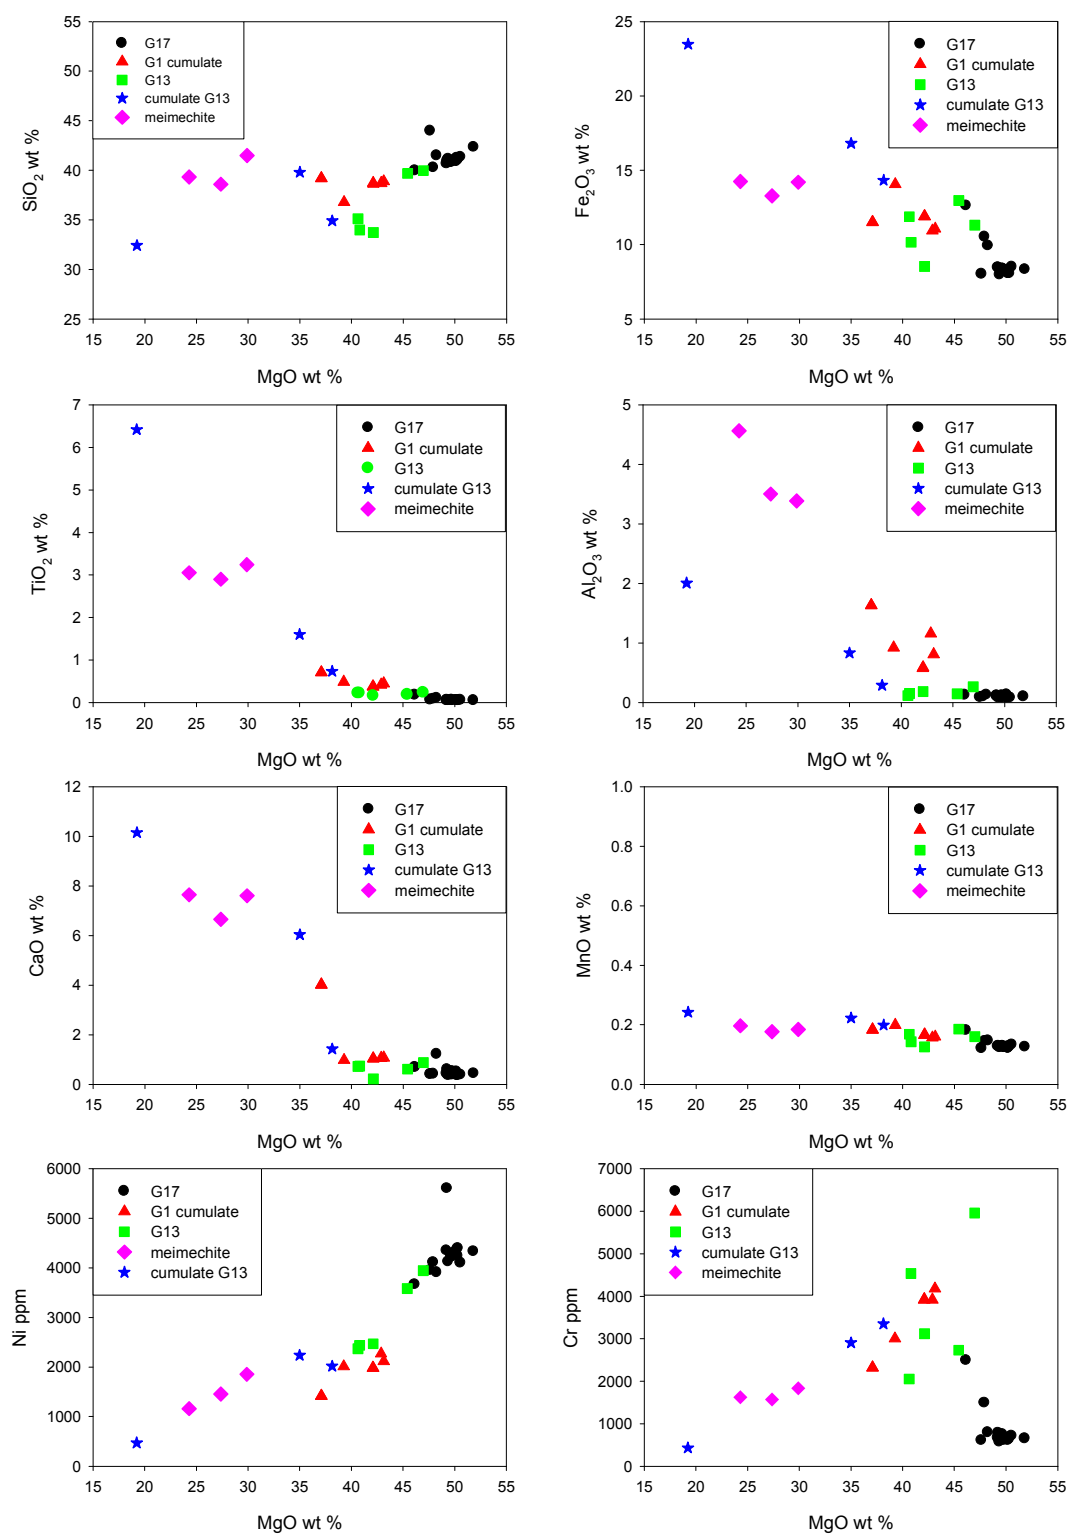 55
50
45
40
35
30
25
SiO₂ wt %
G17
G1 cumulate
G13
cumulate G13
meimechite
15 20 25 30 35 40 45 50 55
MgO wt %
25
20
15
10
5
Fe₂O₃ wt %
G17
G1 cumulate
G13
cumulate G13
meimechite
15 20 25 30 35 40 45 50 55
MgO wt %
7
6
5
4
3
2
1
0
TiO₂ wt %
G17
G1 cumulate
G13
cumulate G13
meimechite
15 20 25 30 35 40 45 50 55
MgO wt %
5
4
3
2
1
0
Al₂O₃ wt %
G17
G1 cumulate
G13
cumulate G13
meimechite
15 20 25 30 35 40 45 50 55
MgO wt %
12
10
8
6
4
2
0
CaO wt %
G17
G1 cumulate
G13
cumulate G13
meimechite
15 20 25 30 35 40 45 50 55
MgO wt %
1.0
0.8
0.6
0.4
0.2
0.0
MnO wt %
G17
G1 cumulate
G13
cumulate G13
meimechite
15 20 25 30 35 40 45 50 55
MgO wt %
6000
5000
4000
3000
2000
1000
0
Ni ppm
G17
G1 cumulate
G13
meimechite
cumulate G13
15 20 25 30 35 40 45 50 55
MgO wt %
7000
6000
5000
4000
3000
2000
1000
0
Cr ppm
G17
G1 cumulate
G13
cumulate G13
meimechite
15 20 25 30 35 40 45 50 55
MgO wt %